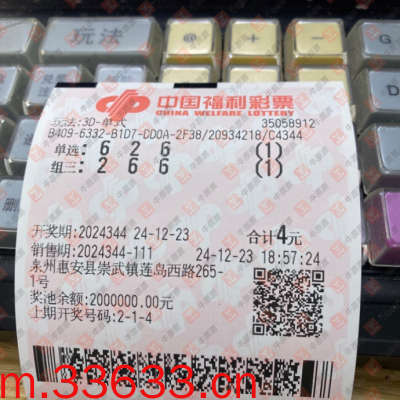 玩法
@
+
-
G
D
删
中国福利彩票
CHINA WELFARE LOTTERY
玩法:3D-单式 35058912
B409-6332-B1D7-DD0A-2F38/20934218/C4344
单选: 6 2 6 (1)
组三: 2 6 6 (1)
开奖期:2024344 24-12-23 合计4元
销售期:2024344-111 24-12-23 18:57:24
泉州惠安县崇武镇莲岛西路265-
1号
奖池余额:2000000.00元
上期开奖号码:2-1-4
m.33633.cn